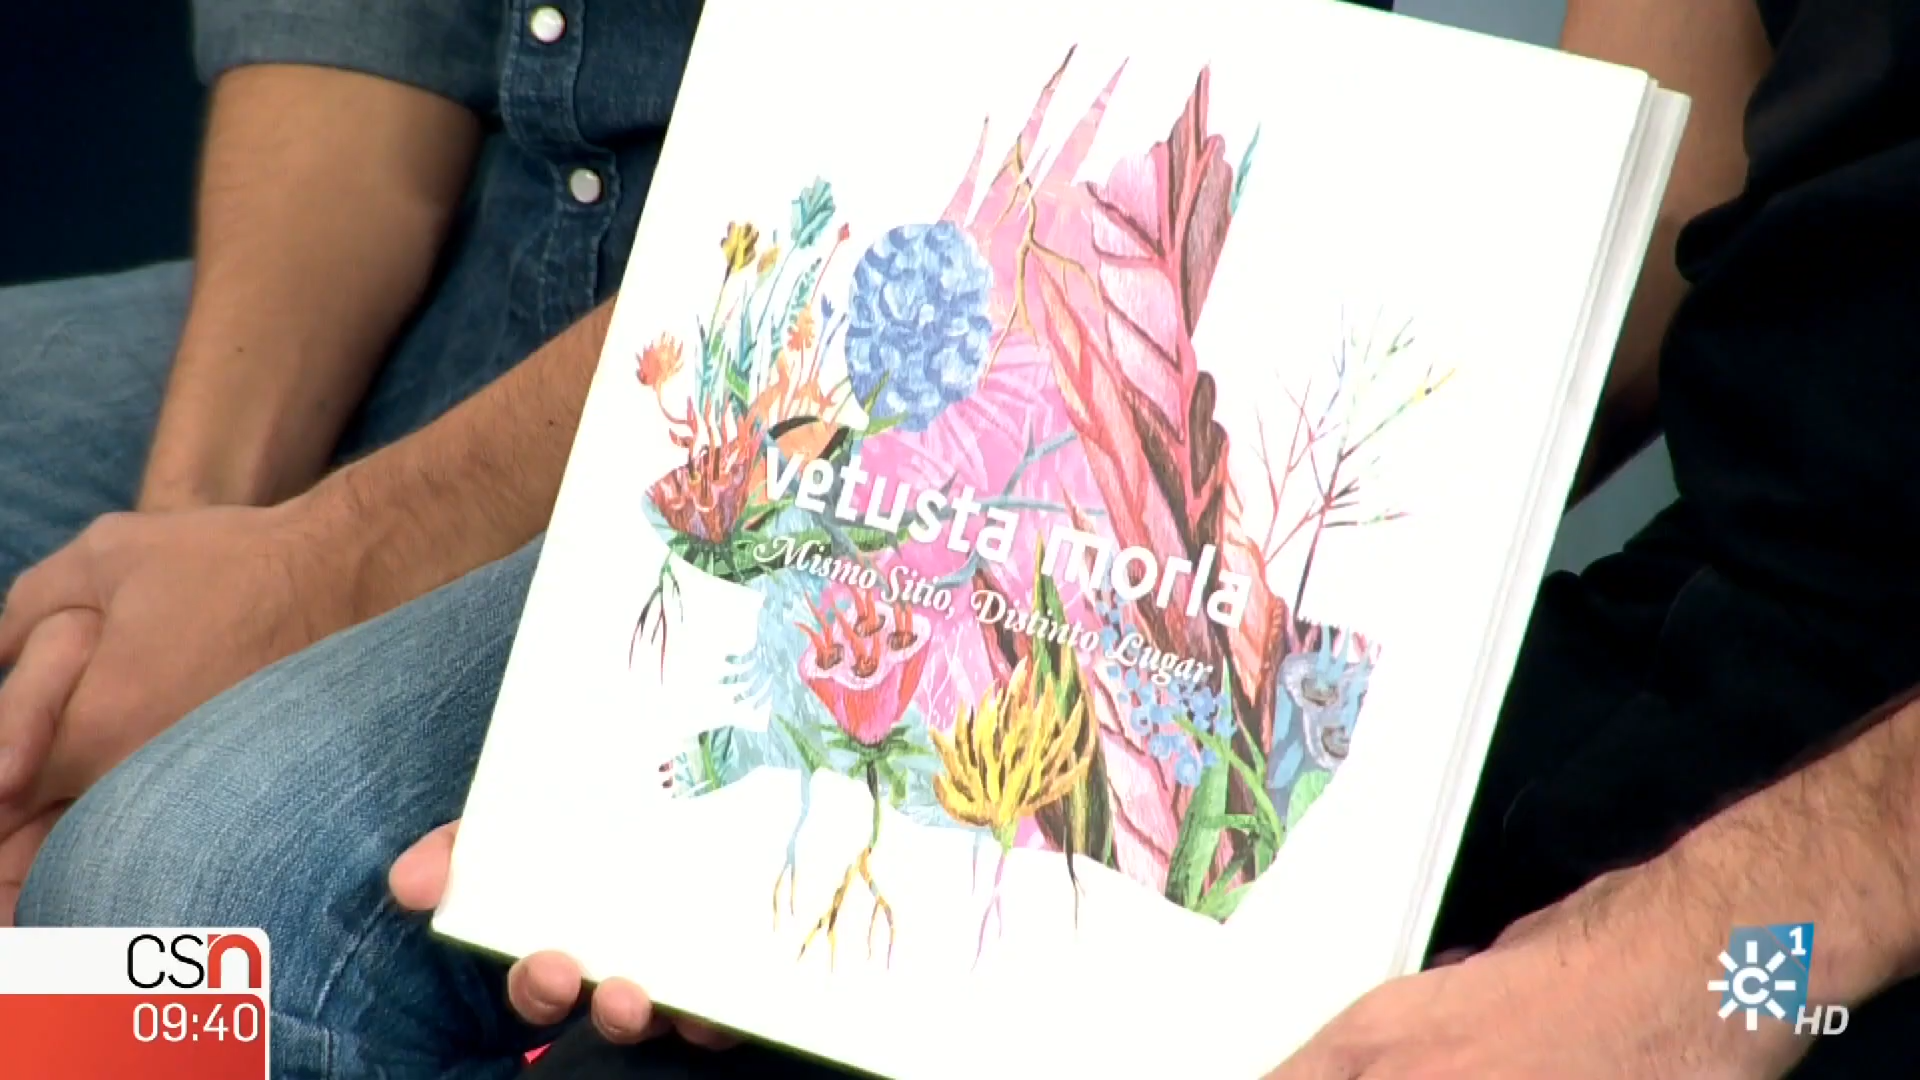 vetusta morla
Mismo Sitio, Distinto Lugar
CSn
09:40
1
C
HD